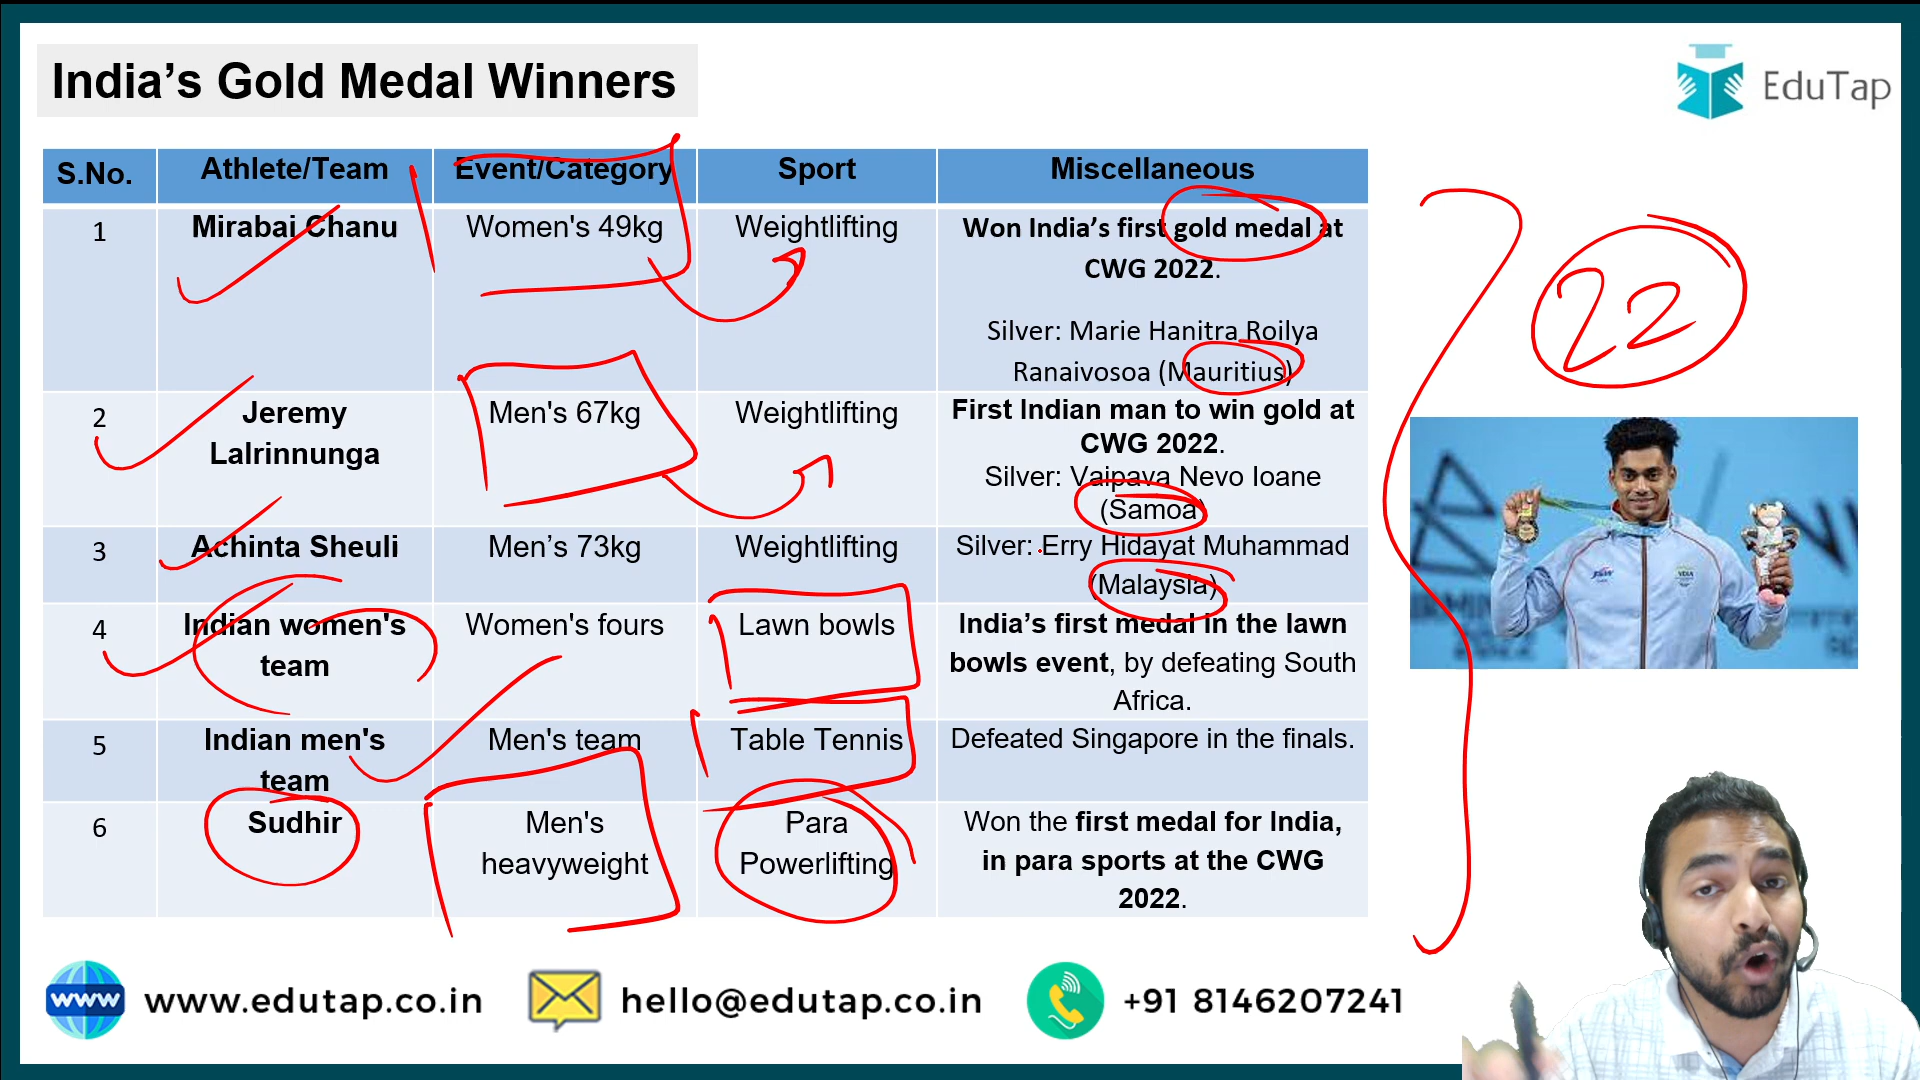 India’s Gold Medal Winners
EduTap
S.No. Athlete/Team Event/Category Sport Miscellaneous
1 Mirabai Chanu Women's 49kg Weightlifting Won India’s first gold medal at
CWG 2022.
Silver: Marie Hanitra Roilya
Ranaivosoa (Mauritius)
2 Jeremy Men's 67kg Weightlifting First Indian man to win gold at
Lalrinnunga CWG 2022.
Silver: Vaipava Nevo Ioane
(Samoa)
3 Achinta Sheuli Men’s 73kg Weightlifting Silver: Erry Hidayat Muhammad
(Malaysia)
4 Indian women's Women's fours Lawn bowls India’s first medal in the lawn
team bowls event, by defeating South
Africa.
5 Indian men's Men's team Table Tennis Defeated Singapore in the finals.
team
6 Sudhir Men's Para Won the first medal for India,
heavyweight Powerlifting in para sports at the CWG
2022.
22
www www.edutap.co.in hello@edutap.co.in +91 8146207241